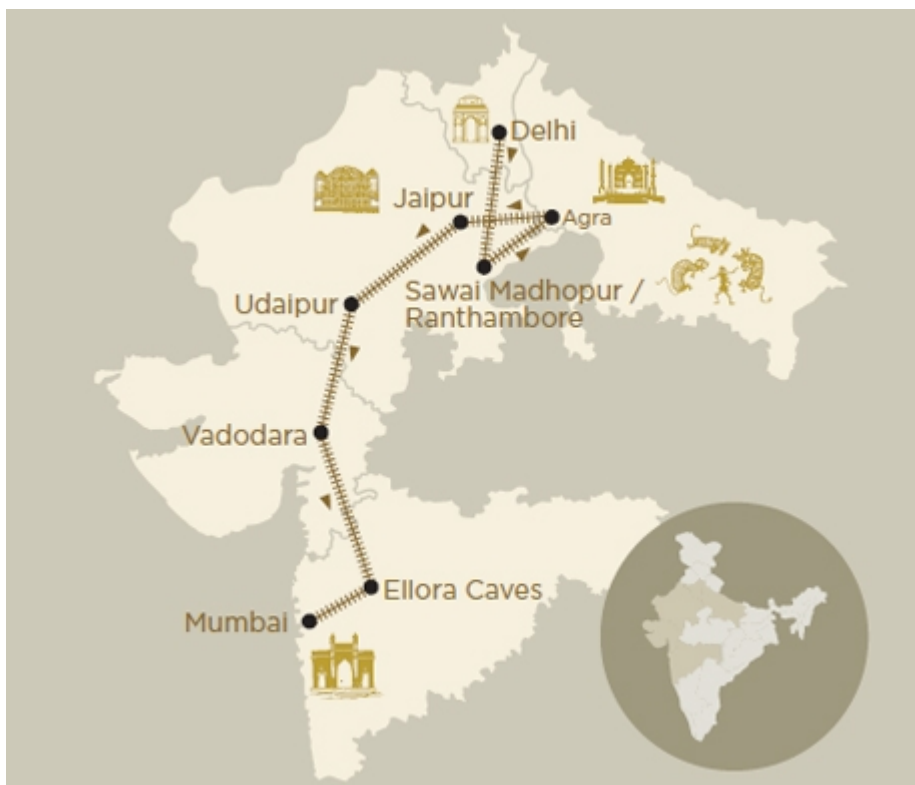 Delhi
Jaipur
Agra
Sawai Madhopur /
Ranthambore
Udaipur
Vadodara
Ellora Caves
Mumbai